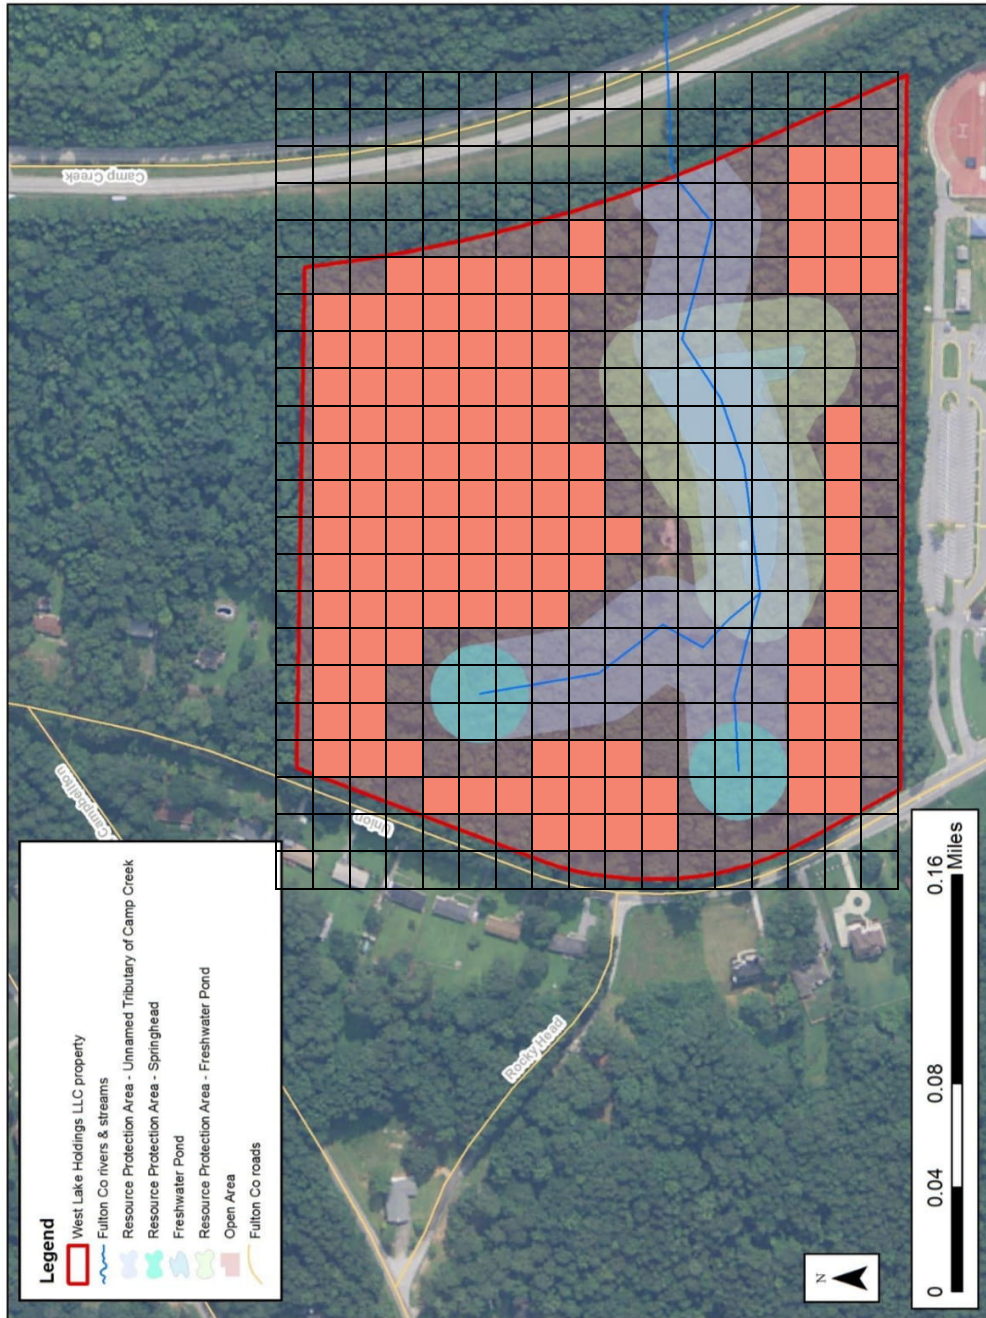 Camp Creek
Campbellton
Union
Rocky Head
Legend
West Lake Holdings LLC property
Fulton Co rivers & streams
Resource Protection Area - Unnamed Tributary of Camp Creek
Resource Protection Area - Springhead
Freshwater Pond
Resource Protection Area - Freshwater Pond
Open Area
Fulton Co roads
N
0 0.04 0.08 0.16
Miles